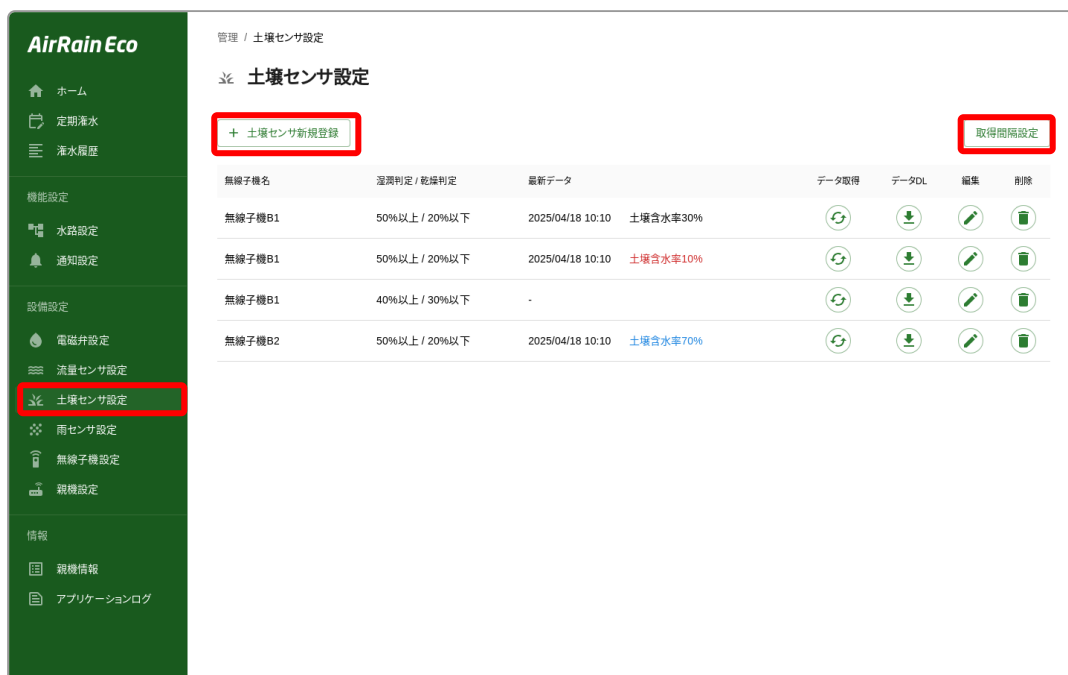 AirRain Eco
ホーム
定期潅水
潅水履歴
機能設定
水路設定
通知設定
設備設定
電磁弁設定
流量センサ設定
土壌センサ設定
雨センサ設定
無線子機設定
親機設定
情報
親機情報
アプリケーションログ
管理 / 土壌センサ設定
土壌センサ設定
+ 土壌センサ新規登録
取得間隔設定
無線子機名 湿潤判定 / 乾燥判定 最新データ データ取得 データDL 編集 削除
無線子機B1 50%以上 / 20%以下 2025/04/18 10:10 土壌含水率30%
無線子機B1 50%以上 / 20%以下 2025/04/18 10:10 土壌含水率10%
無線子機B1 40%以上 / 30%以下 -
無線子機B2 50%以上 / 20%以下 2025/04/18 10:10 土壌含水率70%